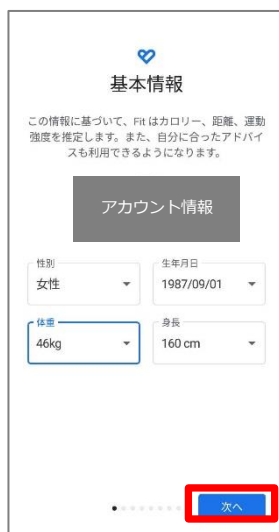 基本情報
この情報に基づいて、Fit はカロリー、距離、運動
強度を推定します。また、自分に合ったアドバイ
スも利用できるようになります。
アカウント情報
性別
女性
生年月日
1987/09/01
体重
46kg
身長
160 cm
次へ